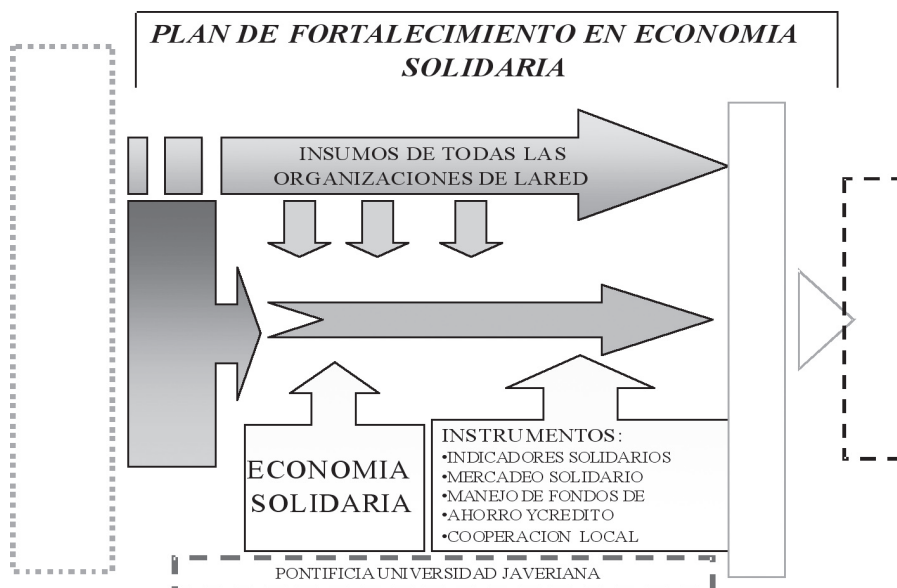 PLAN DE FORTALECIMIENTO EN ECONOMIA
SOLIDARIA
INSUMOS DE TODAS LAS
ORGANIZACIONES DE LARED
ECONOMIA
SOLIDARIA
INSTRUMENTOS:
•INDICADORES SOLIDARIOS
•MERCADEO SOLIDARIO
•MANEJO DE FONDOS DE
•AHORRO YCREDITO
•COOPERACION LOCAL
PONTIFICIA UNIVERSIDAD JAVERIANA